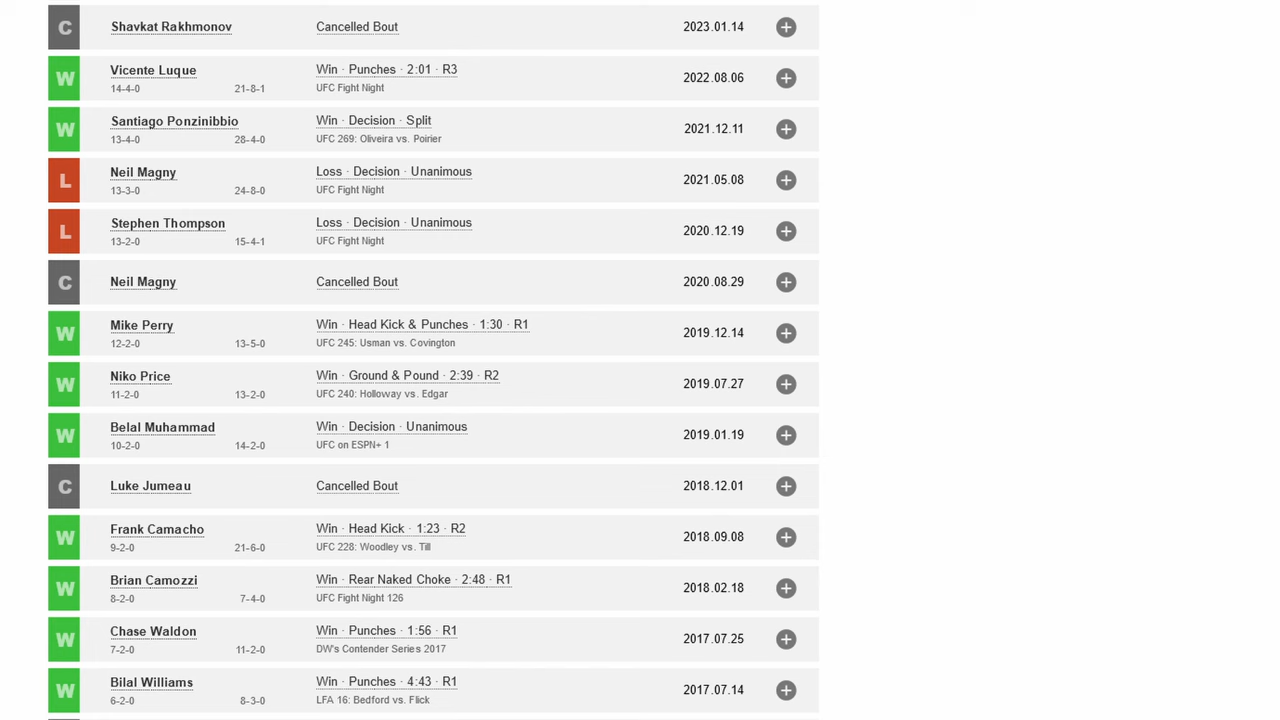 C Shavkat Rakhmonov Cancelled Bout 2023.01.14
W Vicente Luque Win · Punches · 2:01 · R3 2022.08.06
14-4-0 21-8-1 UFC Fight Night
W Santiago Ponzinibbio Win · Decision · Split 2021.12.11
13-4-0 28-4-0 UFC 269: Oliveira vs. Poirier
L Neil Magny Loss · Decision · Unanimous 2021.05.08
13-3-0 24-8-0 UFC Fight Night
L Stephen Thompson Loss · Decision · Unanimous 2020.12.19
13-2-0 15-4-1 UFC Fight Night
C Neil Magny Cancelled Bout 2020.08.29
W Mike Perry Win · Head Kick & Punches · 1:30 · R1 2019.12.14
12-2-0 13-5-0 UFC 245: Usman vs. Covington
W Niko Price Win · Ground & Pound · 2:39 · R2 2019.07.27
11-2-0 13-2-0 UFC 240: Holloway vs. Edgar
W Belal Muhammad Win · Decision · Unanimous 2019.01.19
10-2-0 14-2-0 UFC on ESPN+ 1
C Luke Jumeau Cancelled Bout 2018.12.01
W Frank Camacho Win · Head Kick · 1:23 · R2 2018.09.08
9-2-0 21-6-0 UFC 228: Woodley vs. Till
W Brian Camozzi Win · Rear Naked Choke · 2:48 · R1 2018.02.18
8-2-0 7-4-0 UFC Fight Night 126
W Chase Waldon Win · Punches · 1:56 · R1 2017.07.25
7-2-0 11-2-0 DW's Contender Series 2017
W Bilal Williams Win · Punches · 4:43 · R1 2017.07.14
6-2-0 8-3-0 LFA 16: Bedford vs. Flick